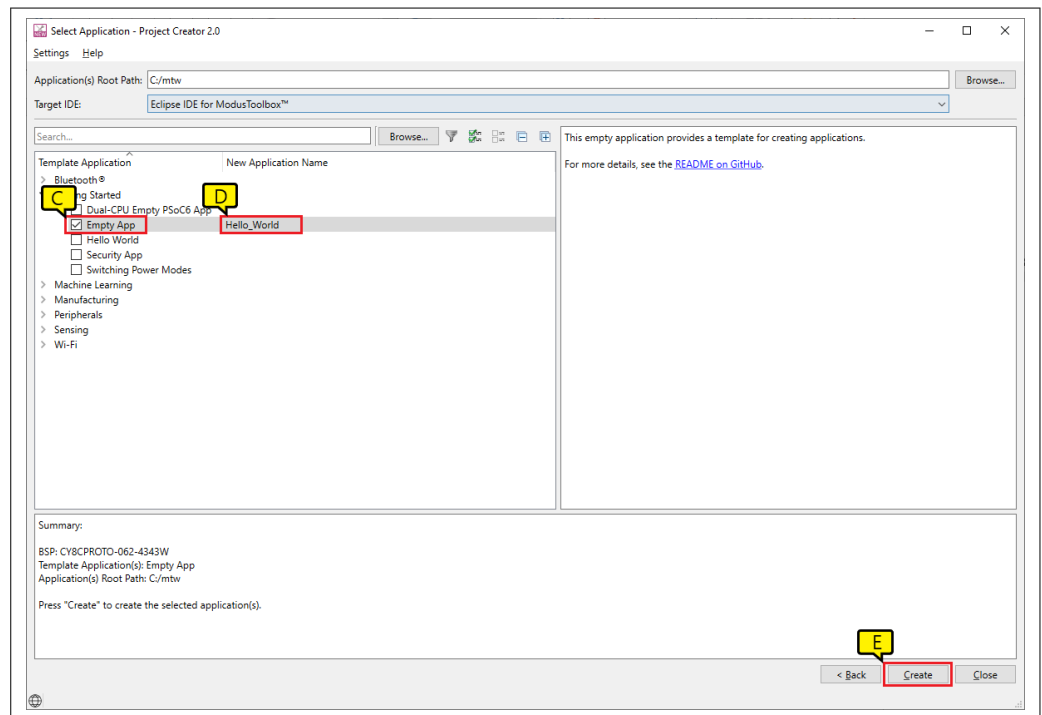 Select Application - Project Creator 2.0
Settings Help
Application(s) Root Path: C:/mtw Browse...
Target IDE: Eclipse IDE for ModusToolbox™
Search... Browse...
Template Application New Application Name
Bluetooth®
C ng Started D
Dual-CPU Empty PSoC6 App
Empty App Hello_World
Hello World
Security App
Switching Power Modes
Machine Learning
Manufacturing
Peripherals
Sensing
Wi-Fi
This empty application provides a template for creating applications.
For more details, see the README on GitHub.
Summary:
BSP: CY8CPROTO-062-4343W
Template Application(s): Empty App
Application(s) Root Path: C:/mtw
Press "Create" to create the selected application(s).
E
< Back Create Close